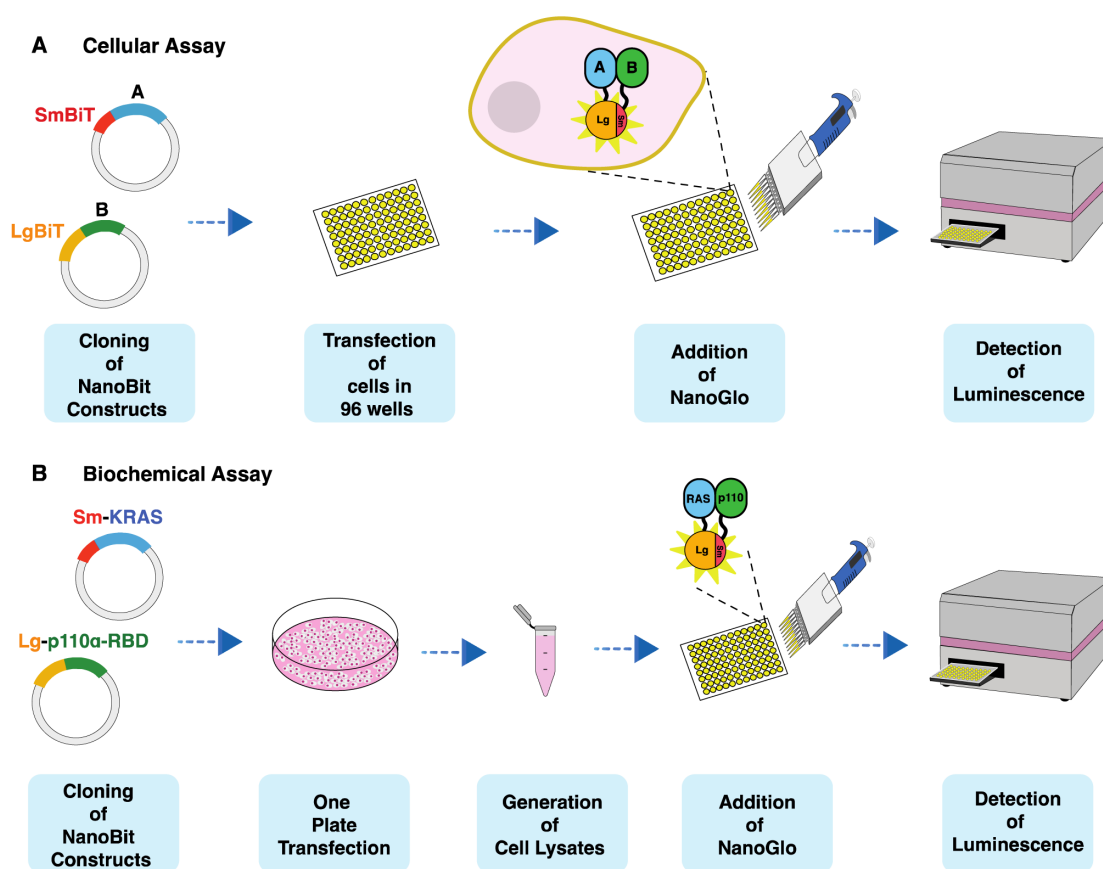 A Cellular Assay
A
SmBiT
B
LgBiT
A B
Lg Sm
Cloning
of
NanoBit
Constructs
Transfection
of
cells in
96 wells
Addition
of
NanoGlo
Detection
of
Luminescence
B Biochemical Assay
Sm-KRAS
Lg-p110α-RBD
RAS p110
Lg Sm
Cloning
of
NanoBit
Constructs
One
Plate
Transfection
Generation
of
Cell Lysates
Addition
of
NanoGlo
Detection
of
Luminescence